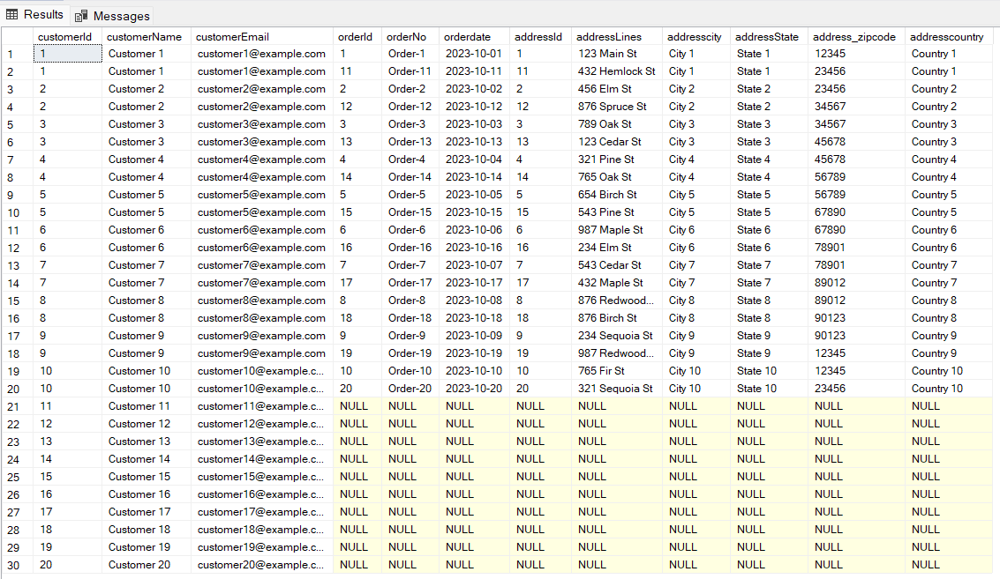 Results Messages
customerId customerName customerEmail orderId orderNo orderdate addressId addressLines addresscity addressState address_zipcode addresscountry
1 1 Customer 1 customer1@example.com 1 Order-1 2023-10-01 1 123 Main St City 1 State 1 12345 Country 1
2 1 Customer 1 customer1@example.com 11 Order-11 2023-10-11 11 432 Hemlock St City 1 State 1 23456 Country 1
3 2 Customer 2 customer2@example.com 2 Order-2 2023-10-02 2 456 Elm St City 2 State 2 23456 Country 2
4 2 Customer 2 customer2@example.com 12 Order-12 2023-10-12 12 876 Spruce St City 2 State 2 34567 Country 2
5 3 Customer 3 customer3@example.com 3 Order-3 2023-10-03 3 789 Oak St City 3 State 3 34567 Country 3
6 3 Customer 3 customer3@example.com 13 Order-13 2023-10-13 13 123 Cedar St City 3 State 3 45678 Country 3
7 4 Customer 4 customer4@example.com 4 Order-4 2023-10-04 4 321 Pine St City 4 State 4 45678 Country 4
8 4 Customer 4 customer4@example.com 14 Order-14 2023-10-14 14 765 Oak St City 4 State 4 56789 Country 4
9 5 Customer 5 customer5@example.com 5 Order-5 2023-10-05 5 654 Birch St City 5 State 5 56789 Country 5
10 5 Customer 5 customer5@example.com 15 Order-15 2023-10-15 15 543 Pine St City 5 State 5 67890 Country 5
11 6 Customer 6 customer6@example.com 6 Order-6 2023-10-06 6 987 Maple St City 6 State 6 67890 Country 6
12 6 Customer 6 customer6@example.com 16 Order-16 2023-10-16 16 234 Elm St City 6 State 6 78901 Country 6
13 7 Customer 7 customer7@example.com 7 Order-7 2023-10-07 7 543 Cedar St City 7 State 7 78901 Country 7
14 7 Customer 7 customer7@example.com 17 Order-17 2023-10-17 17 432 Maple St City 7 State 7 89012 Country 7
15 8 Customer 8 customer8@example.com 8 Order-8 2023-10-08 8 876 Redwood... City 8 State 8 89012 Country 8
16 8 Customer 8 customer8@example.com 18 Order-18 2023-10-18 18 876 Birch St City 8 State 8 90123 Country 8
17 9 Customer 9 customer9@example.com 9 Order-9 2023-10-09 9 234 Sequoia St City 9 State 9 90123 Country 9
18 9 Customer 9 customer9@example.com 19 Order-19 2023-10-19 19 987 Redwood... City 9 State 9 12345 Country 9
19 10 Customer 10 customer10@example.c... 10 Order-10 2023-10-10 10 765 Fir St City 10 State 10 12345 Country 10
20 10 Customer 10 customer10@example.c... 20 Order-20 2023-10-20 20 321 Sequoia St City 10 State 10 23456 Country 10
21 11 Customer 11 customer11@example.c... NULL NULL NULL NULL NULL NULL NULL NULL NULL
22 12 Customer 12 customer12@example.c... NULL NULL NULL NULL NULL NULL NULL NULL NULL
23 13 Customer 13 customer13@example.c... NULL NULL NULL NULL NULL NULL NULL NULL NULL
24 14 Customer 14 customer14@example.c... NULL NULL NULL NULL NULL NULL NULL NULL NULL
25 15 Customer 15 customer15@example.c... NULL NULL NULL NULL NULL NULL NULL NULL NULL
26 16 Customer 16 customer16@example.c... NULL NULL NULL NULL NULL NULL NULL NULL NULL
27 17 Customer 17 customer17@example.c... NULL NULL NULL NULL NULL NULL NULL NULL NULL
28 18 Customer 18 customer18@example.c... NULL NULL NULL NULL NULL NULL NULL NULL NULL
29 19 Customer 19 customer19@example.c... NULL NULL NULL NULL NULL NULL NULL NULL NULL
30 20 Customer 20 customer20@example.c... NULL NULL NULL NULL NULL NULL NULL NULL NULL